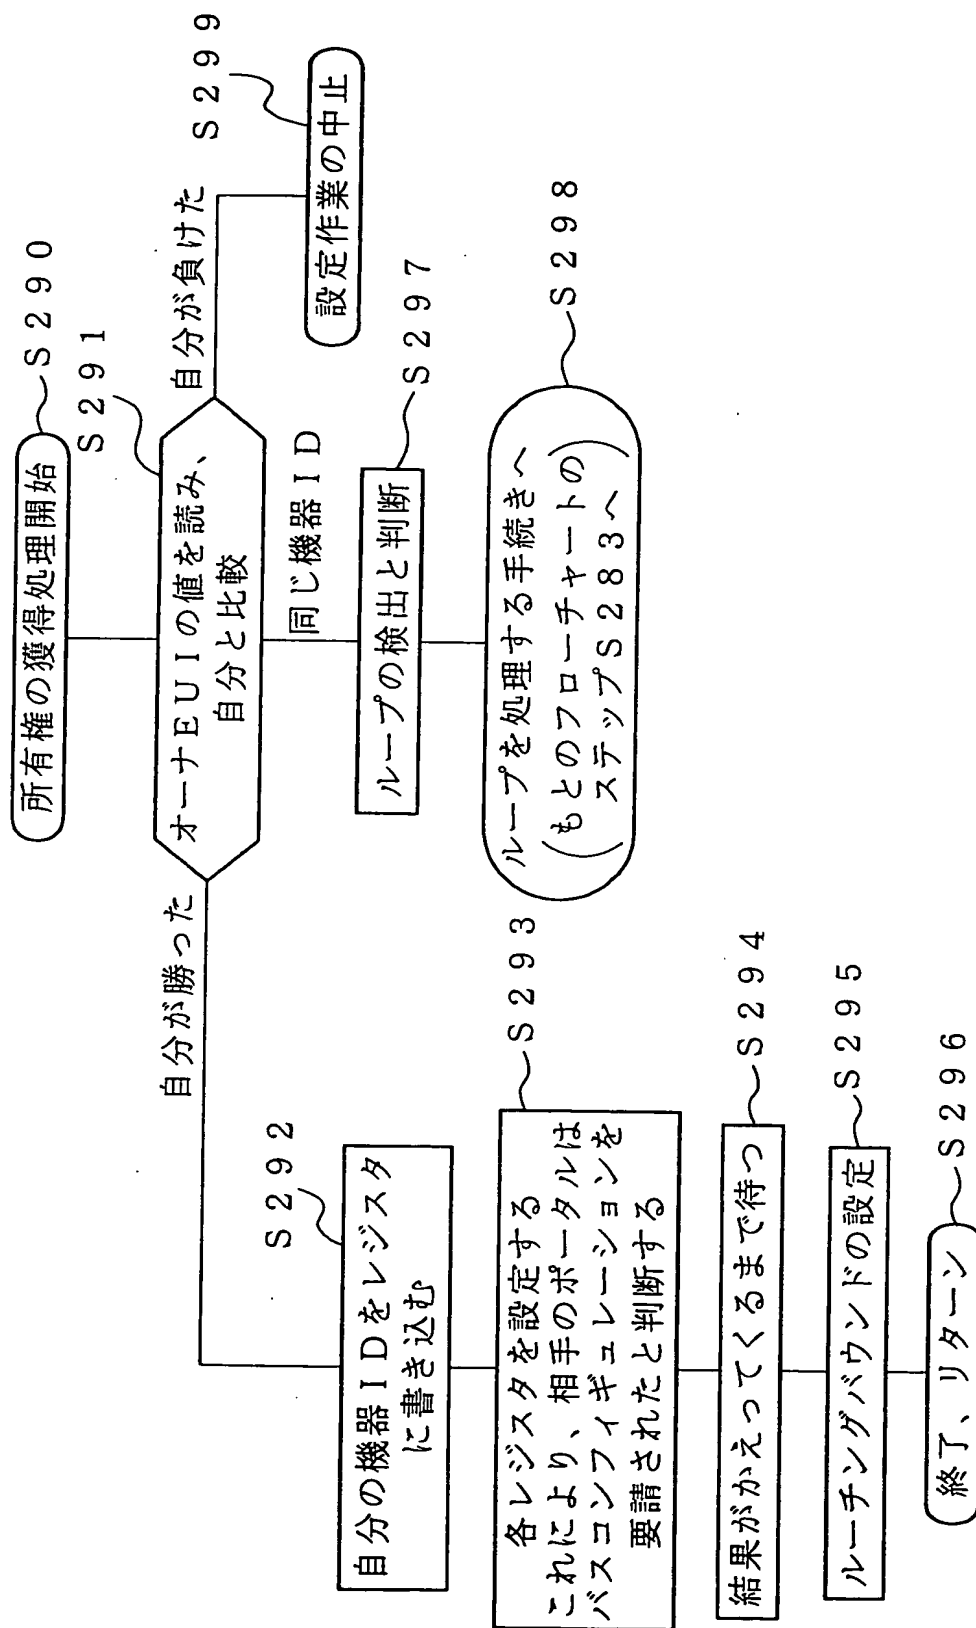 所有権の獲得処理開始
S290
S291
オーナEUIの値を読み、
自分と比較
自分が勝った
同じ機器ID
自分が負けた
S292
自分の機器IDをレジスタ
に書き込む
S293
各レジスタを設定する
これにより、相手のポータルは
バスコンフィギュレーションを
要請されたと判断する
結果がかえってくるまで待つ
S294
ルーチングバウンドの設定
S295
終了、リターン
S296
ループの検出と判断
S297
ループを処理する手続きへ
(もとのフローチャートの
ステップS283へ)
S298
設定作業の中止
S299